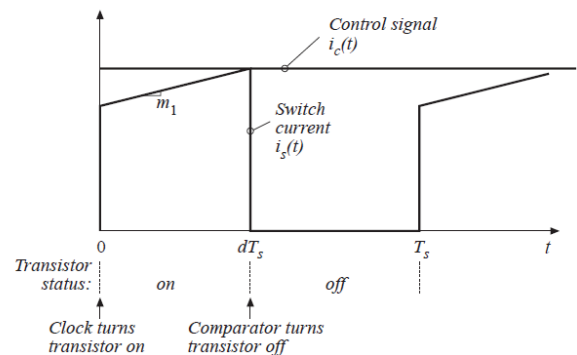 Control signal
i_c(t)
m_1
Switch
current
i_s(t)
0
dT_s
T_s
t
Transistor
status:
on
off
Clock turns
transistor on
Comparator turns
transistor off